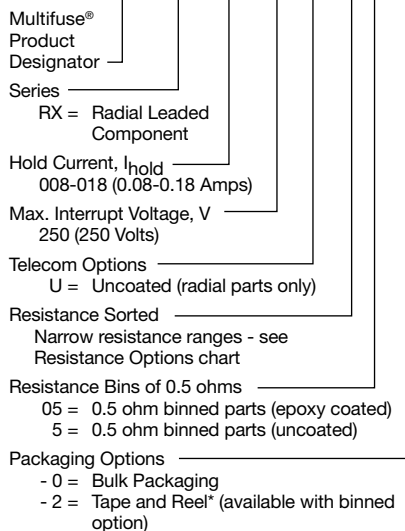 Multifuse®
Product
Designator
Series
RX = Radial Leaded
Component
Hold Current, Ihold
008-018 (0.08-0.18 Amps)
Max. Interrupt Voltage, V
250 (250 Volts)
Telecom Options
U = Uncoated (radial parts only)
Resistance Sorted
Narrow resistance ranges - see
Resistance Options chart
Resistance Bins of 0.5 ohms
05 = 0.5 ohm binned parts (epoxy coated)
5 = 0.5 ohm binned parts (uncoated)
Packaging Options
- 0 = Bulk Packaging
- 2 = Tape and Reel* (available with binned
option)